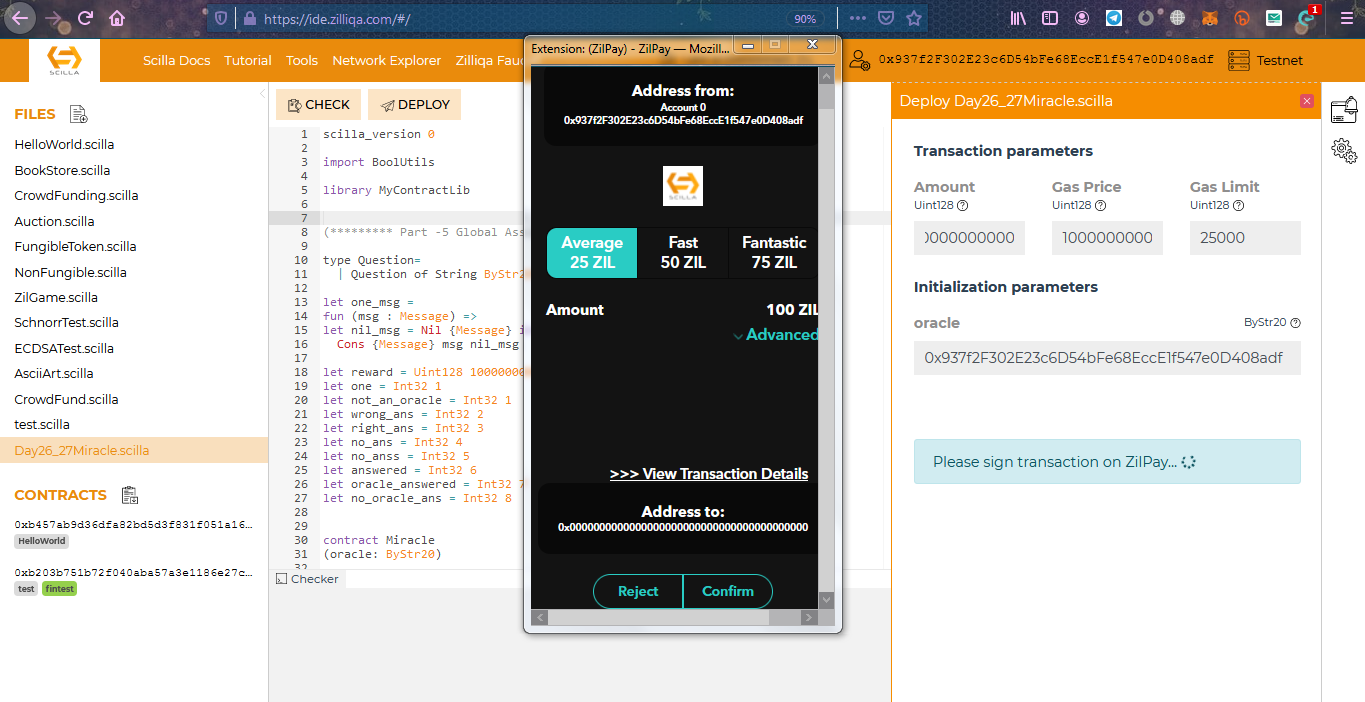 https://ide.zilliqa.com/#/
90%
1
SCILLA
Scilla Docs
Tutorial
Tools
Network Explorer
Zilliqa Fauc
0x937f2F302E23c6D54bFe68EccE1f547e0D408adf
Testnet
FILES
HelloWorld.scilla
BookStore.scilla
CrowdFunding.scilla
Auction.scilla
FungibleToken.scilla
NonFungible.scilla
ZilGame.scilla
SchnorrTest.scilla
ECDSATest.scilla
AsciiArt.scilla
CrowdFund.scilla
test.scilla
Day26_27Miracle.scilla
CONTRACTS
0xb457ab9d36dfa82bd5d3f831f051a16…
HelloWorld
0xb203b751b72f040aba57a3e1186e27c…
test fintest
CHECK
DEPLOY
1 scilla_version 0
2
3 import BoolUtils
4
5 library MyContractLib
6
7
8 (********* Part -5 Global Ass
9
10 type Question=
11 | Question of String ByStr2
12
13 let one_msg =
14 fun (msg : Message) =>
15 let nil_msg = Nil {Message} i
16 Cons {Message} msg nil_msg
17
18 let reward = Uint128 100000000
19 let one = Int32 1
20 let not_an_oracle = Int32 1
21 let wrong_ans = Int32 2
22 let right_ans = Int32 3
23 let no_ans = Int32 4
24 let no_anss = Int32 5
25 let answered = Int32 6
26 let oracle_answered = Int32 7
27 let no_oracle_ans = Int32 8
28
29
30 contract Miracle
31 (oracle: ByStr20)
32
Checker
Extension: (ZilPay) - ZilPay — Mozill...
Address from:
Account 0
0x937f2F302E23c6D54bFe68EccE1f547e0D408adf
SCILLA
Average
25 ZIL
Fast
50 ZIL
Fantastic
75 ZIL
Amount
100 ZIL
Advanced
>>> View Transaction Details
Address to:
0x0000000000000000000000000000000000000000
Reject
Confirm
Deploy Day26_27Miracle.scilla
Transaction parameters
Amount
Uint128
0000000000
Gas Price
Uint128
1000000000
Gas Limit
Uint128
25000
Initialization parameters
oracle
ByStr20
0x937f2F302E23c6D54bFe68EccE1f547e0D408adf
Please sign transaction on ZilPay...